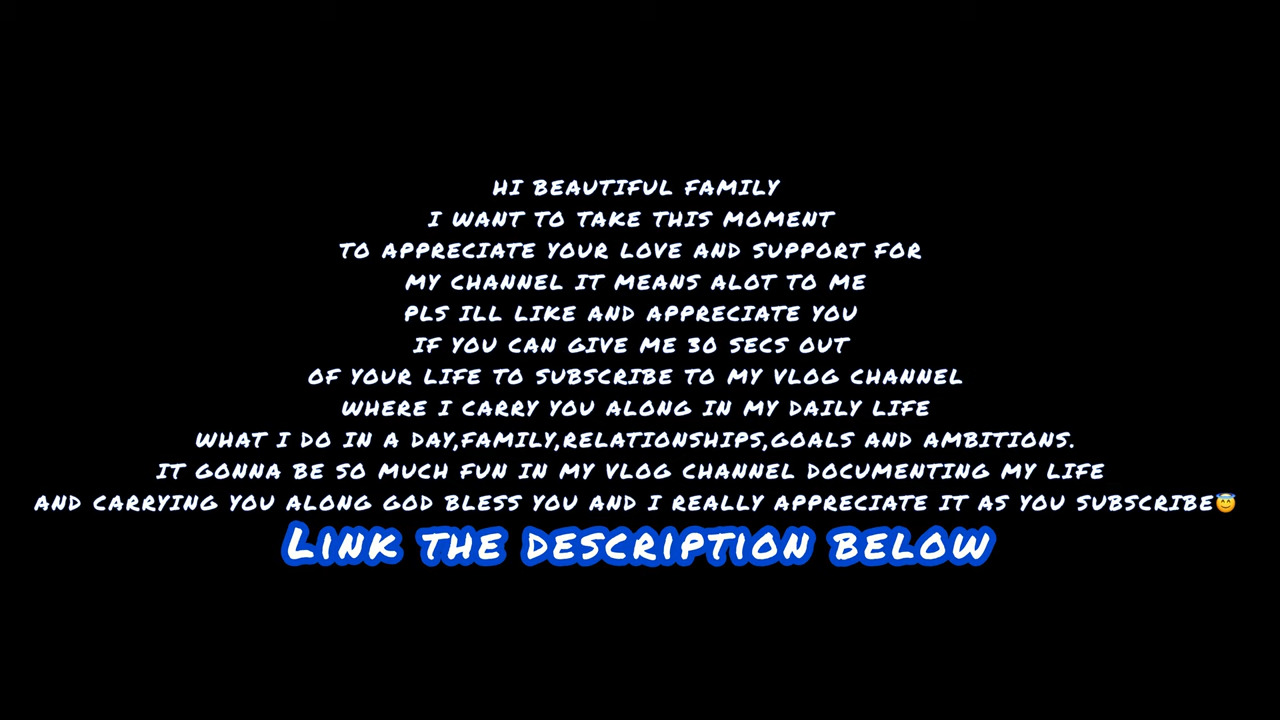 HI BEAUTIFUL FAMILY
I WANT TO TAKE THIS MOMENT
TO APPRECIATE YOUR LOVE AND SUPPORT FOR
MY CHANNEL IT MEANS ALOT TO ME
PLS ILL LIKE AND APPRECIATE YOU
IF YOU CAN GIVE ME 30 SECS OUT
OF YOUR LIFE TO SUBSCRIBE TO MY VLOG CHANNEL
WHERE I CARRY YOU ALONG IN MY DAILY LIFE
WHAT I DO IN A DAY,FAMILY,RELATIONSHIPS,GOALS AND AMBITIONS.
IT GONNA BE SO MUCH FUN IN MY VLOG CHANNEL DOCUMENTING MY LIFE
AND CARRYING YOU ALONG GOD BLESS YOU AND I REALLY APPRECIATE IT AS YOU SUBSCRIBE😇
LINK THE DESCRIPTION BELOW